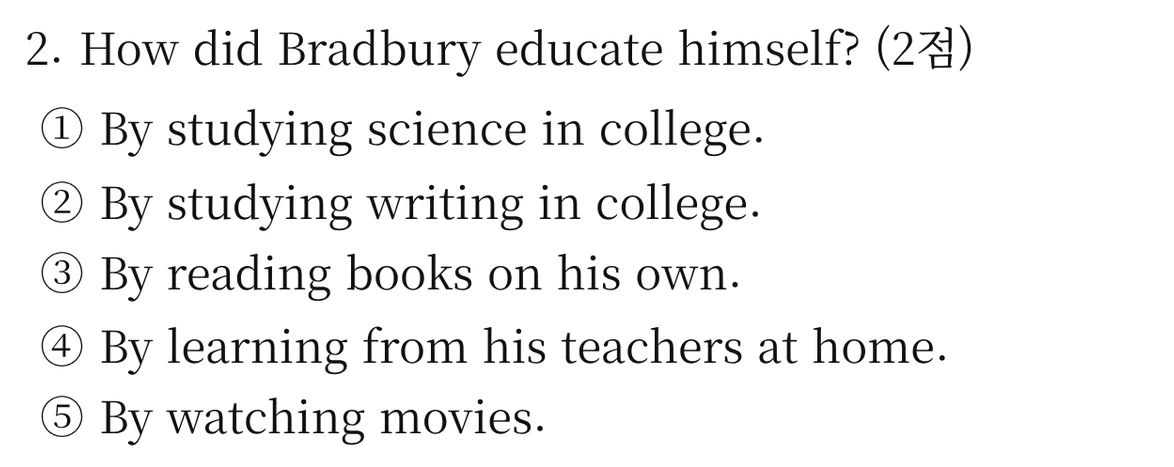 2. How did Bradbury educate himself? (2점)
① By studying science in college.
② By studying writing in college.
③ By reading books on his own.
④ By learning from his teachers at home.
⑤ By watching movies.